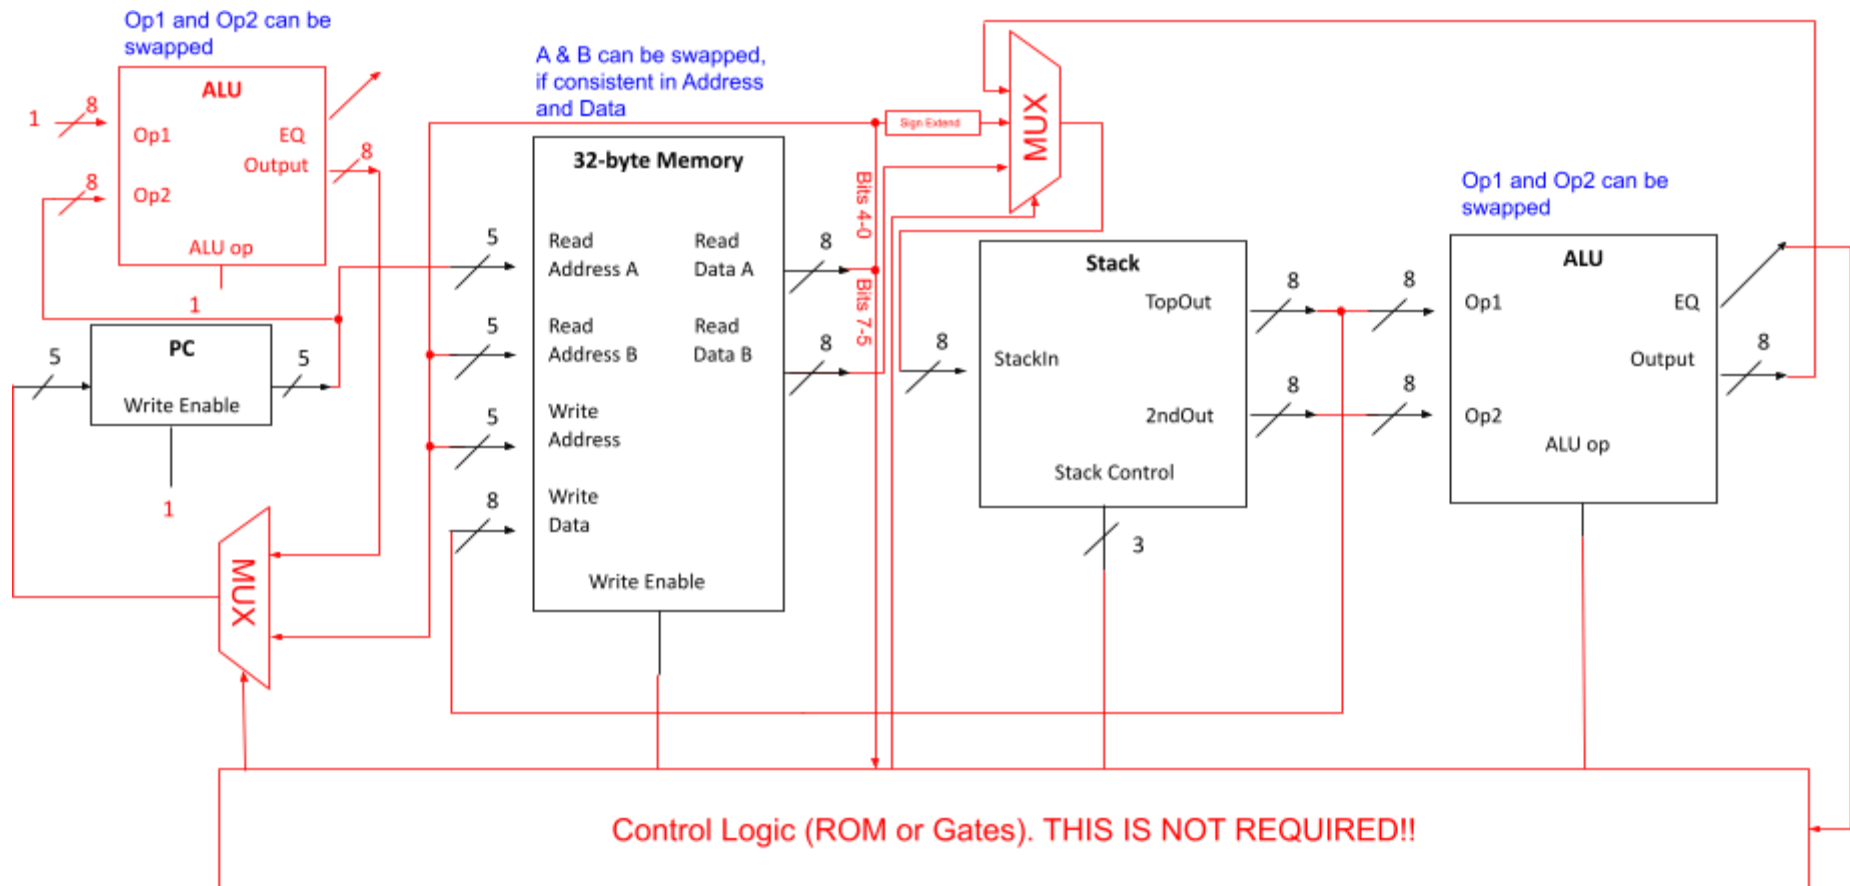 Op1 and Op2 can be
swapped
ALU
1
8
Op1
EQ
Output
8
8
Op2
ALU op
1
5
PC
5
Write Enable
1
MUX
A & B can be swapped,
if consistent in Address
and Data
32-byte Memory
5
Read
Address A
Read
Data A
8
5
Read
Address B
Read
Data B
8
5
Write
Address
8
Write
Data
Write Enable
Bits 4-0
Bits 7-5
Sign Extend
MUX
Stack
TopOut
8
8
StackIn
2ndOut
8
Stack Control
3
Op1 and Op2 can be
swapped
ALU
8
Op1
EQ
Output
8
8
Op2
ALU op
Control Logic (ROM or Gates). THIS IS NOT REQUIRED!!